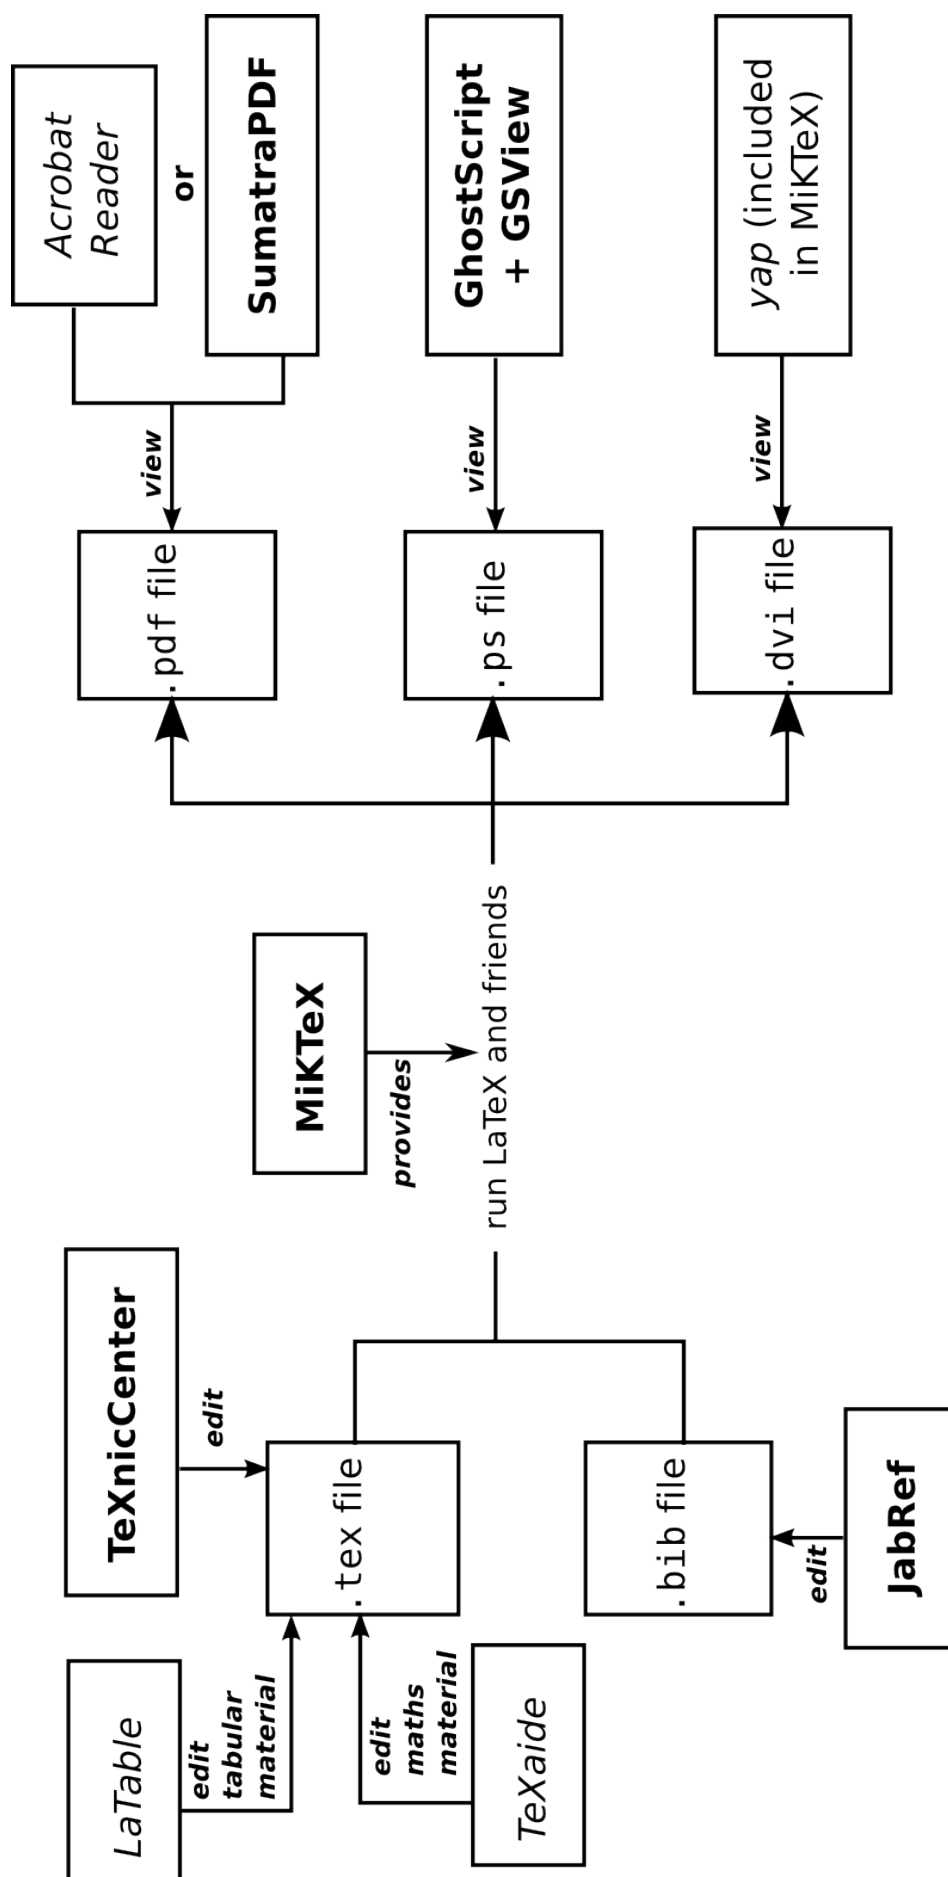 LaTable
edit
tabular
material
TeXnicCenter
edit
.tex file
edit
maths
material
TeXaide
.bib file
edit
JabRef
MiKTeX
provides
run LaTeX and friends
.pdf file
view
Acrobat
Reader
or
SumatraPDF
.ps file
view
GhostScript
+ GSView
.dvi file
view
yap (included
in MiKTeX)